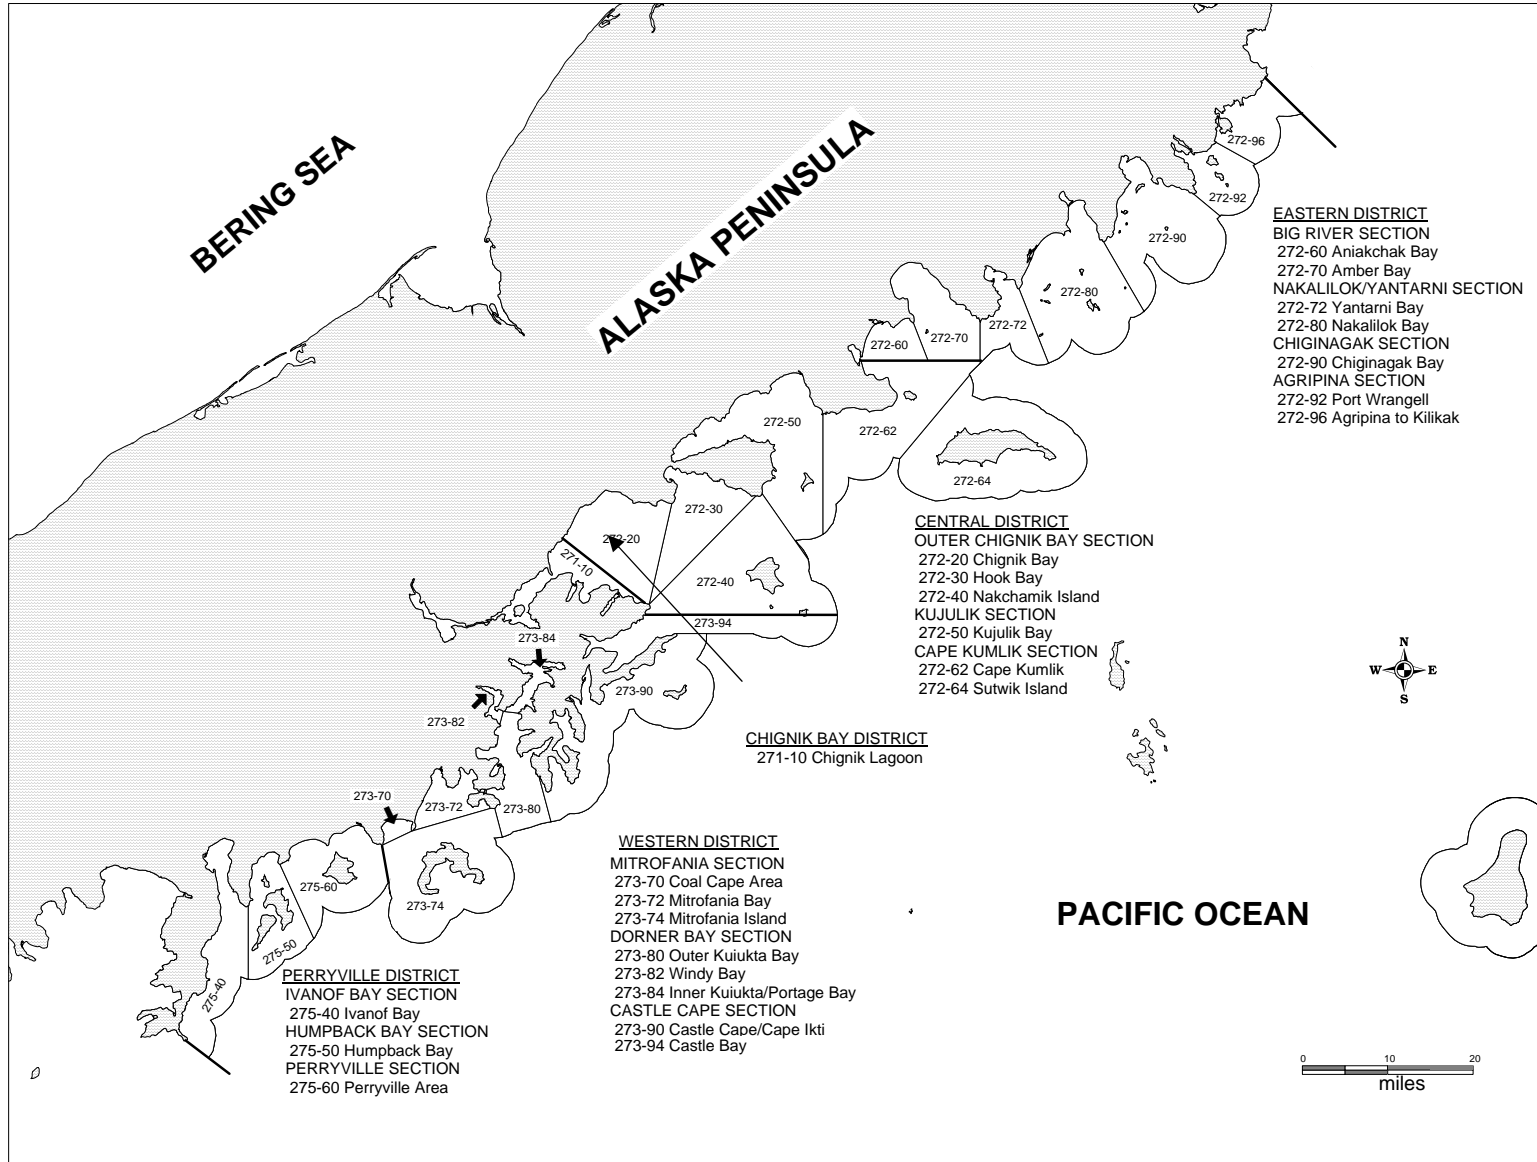 BERING SEA
ALASKA PENINSULA
272-96
272-92
272-90
272-80
272-72
272-70
272-60
EASTERN DISTRICT
BIG RIVER SECTION
272-60 Aniakchak Bay
272-70 Amber Bay
NAKALILOK/YANTARNI SECTION
272-72 Yantarni Bay
272-80 Nakalilok Bay
CHIGINAGAK SECTION
272-90 Chiginagak Bay
AGRIPINA SECTION
272-92 Port Wrangell
272-96 Agripina to Kilikak
272-50
272-62
272-64
272-30
272-20
271-10
272-40
273-94
CENTRAL DISTRICT
OUTER CHIGNIK BAY SECTION
272-20 Chignik Bay
272-30 Hook Bay
272-40 Nakchamik Island
KUJULIK SECTION
272-50 Kujulik Bay
CAPE KUMLIK SECTION
272-62 Cape Kumlik
272-64 Sutwik Island
273-84
273-90
273-82
N
W E
S
CHIGNIK BAY DISTRICT
271-10 Chignik Lagoon
273-70
273-72
273-80
273-74
275-60
275-50
275-40
WESTERN DISTRICT
MITROFANIA SECTION
273-70 Coal Cape Area
273-72 Mitrofania Bay
273-74 Mitrofania Island
DORNER BAY SECTION
273-80 Outer Kuiukta Bay
273-82 Windy Bay
273-84 Inner Kuiukta/Portage Bay
CASTLE CAPE SECTION
273-90 Castle Cape/Cape Ikti
273-94 Castle Bay
PACIFIC OCEAN
PERRYVILLE DISTRICT
IVANOF BAY SECTION
275-40 Ivanof Bay
HUMPBACK BAY SECTION
275-50 Humpback Bay
PERRYVILLE SECTION
275-60 Perryville Area
0 10 20
miles